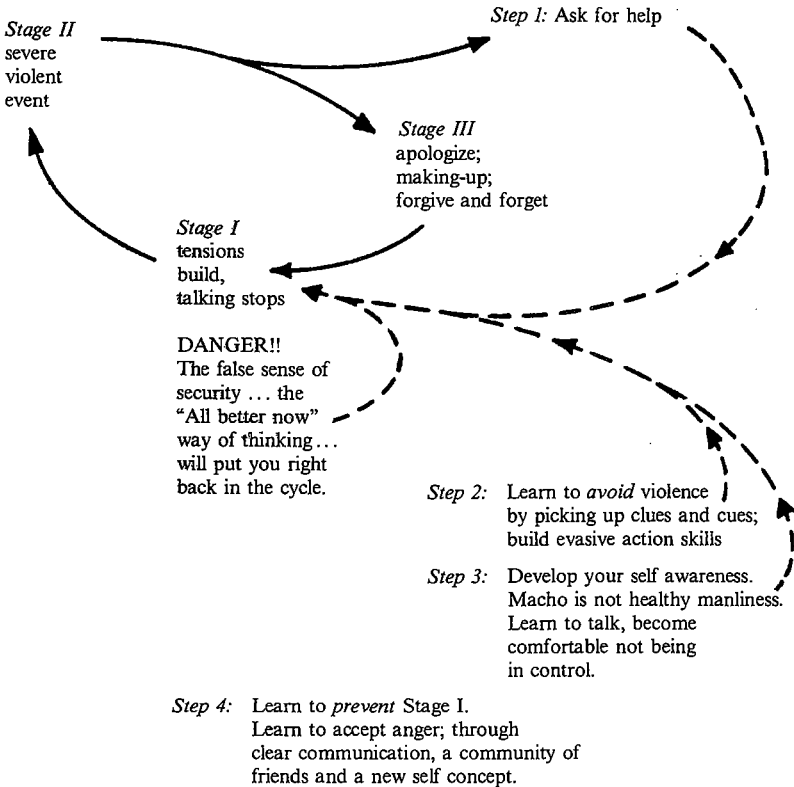 Stage II
severe
violent
event
Step 1: Ask for help
Stage III
apologize;
making-up;
forgive and forget
Stage I
tensions
build,
talking stops
DANGER!!
The false sense of
security ... the
“All better now”
way of thinking...
will put you right
back in the cycle.
Step 2: Learn to avoid violence
by picking up clues and cues;
build evasive action skills
Step 3: Develop your self awareness.
Macho is not healthy manliness.
Learn to talk, become
comfortable not being
in control.
Step 4: Learn to prevent Stage I.
Learn to accept anger; through
clear communication, a community of
friends and a new self concept.